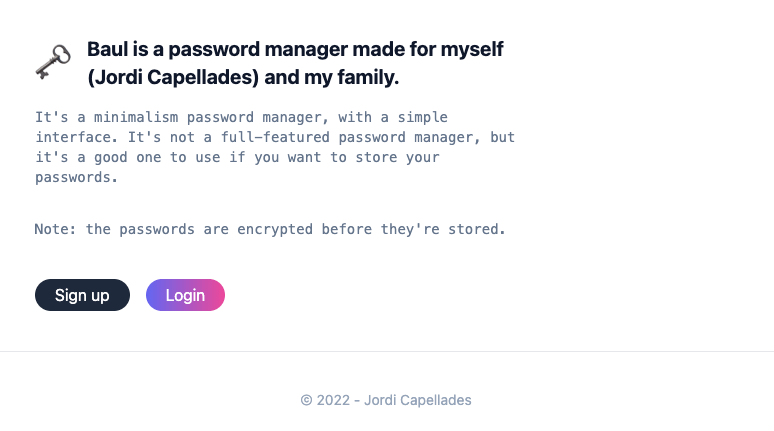 Baul is a password manager made for myself
(Jordi Capellades) and my family.
It's a minimalism password manager, with a simple
interface. It's not a full-featured password manager, but
it's a good one to use if you want to store your
passwords.
Note: the passwords are encrypted before they're stored.
Sign up Login
© 2022 - Jordi Capellades